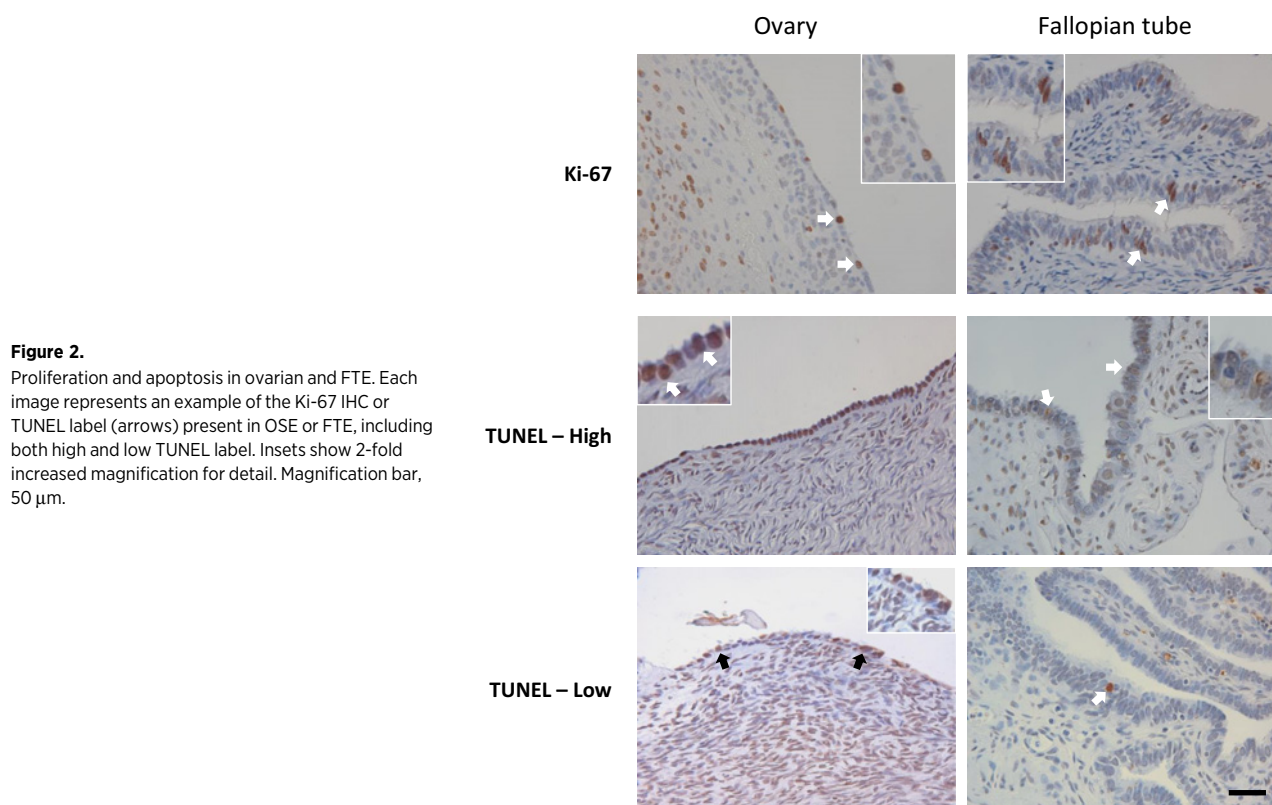 Ovary
Fallopian tube
Ki-67
Figure 2.
Proliferation and apoptosis in ovarian and FTE. Each
image represents an example of the Ki-67 IHC or
TUNEL label (arrows) present in OSE or FTE, including
both high and low TUNEL label. Insets show 2-fold
increased magnification for detail. Magnification bar,
50 μm.
TUNEL – High
TUNEL – Low